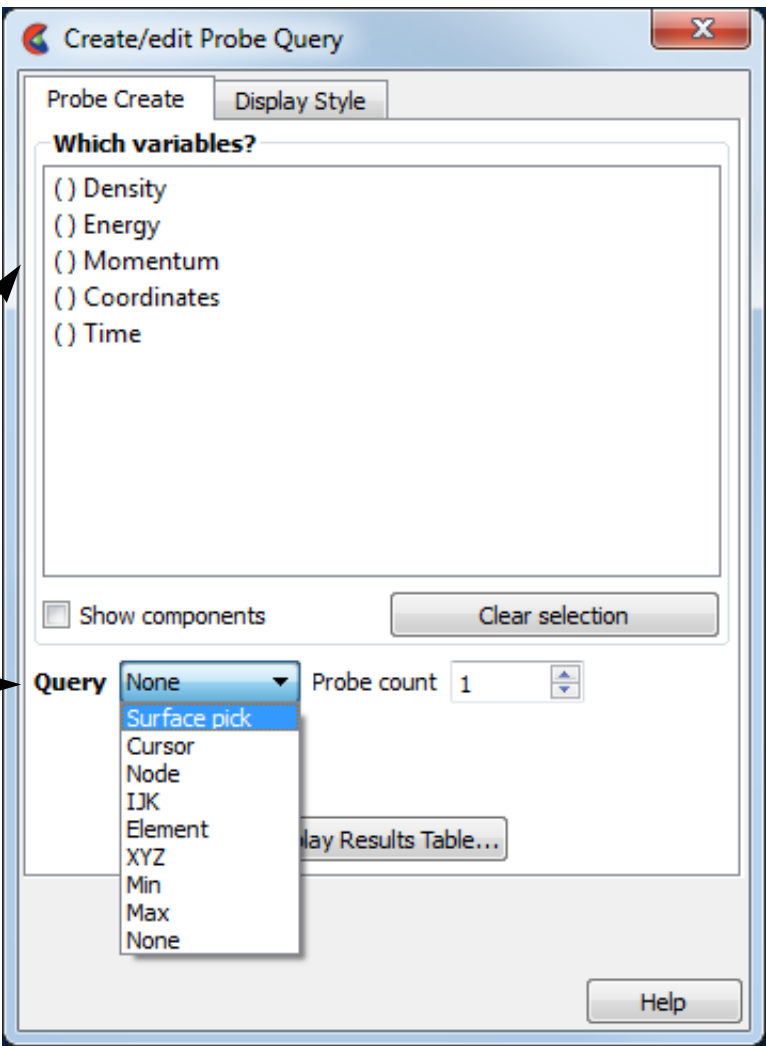 Create/edit Probe Query
Probe Create Display Style
Which variables?
( ) Density
( ) Energy
( ) Momentum
( ) Coordinates
( ) Time
Show components Clear selection
Query None Probe count 1
Surface pick
Cursor
Node
IJK
Element
lay Results Table...
XYZ
Min
Max
None
Help